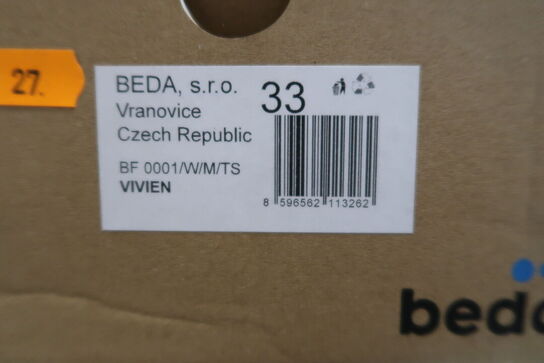 27.
BEDA, s.r.o.
Vranovice
Czech Republic
33
BF 0001/W/M/TS
VIVIEN
8 596562 113262
beda